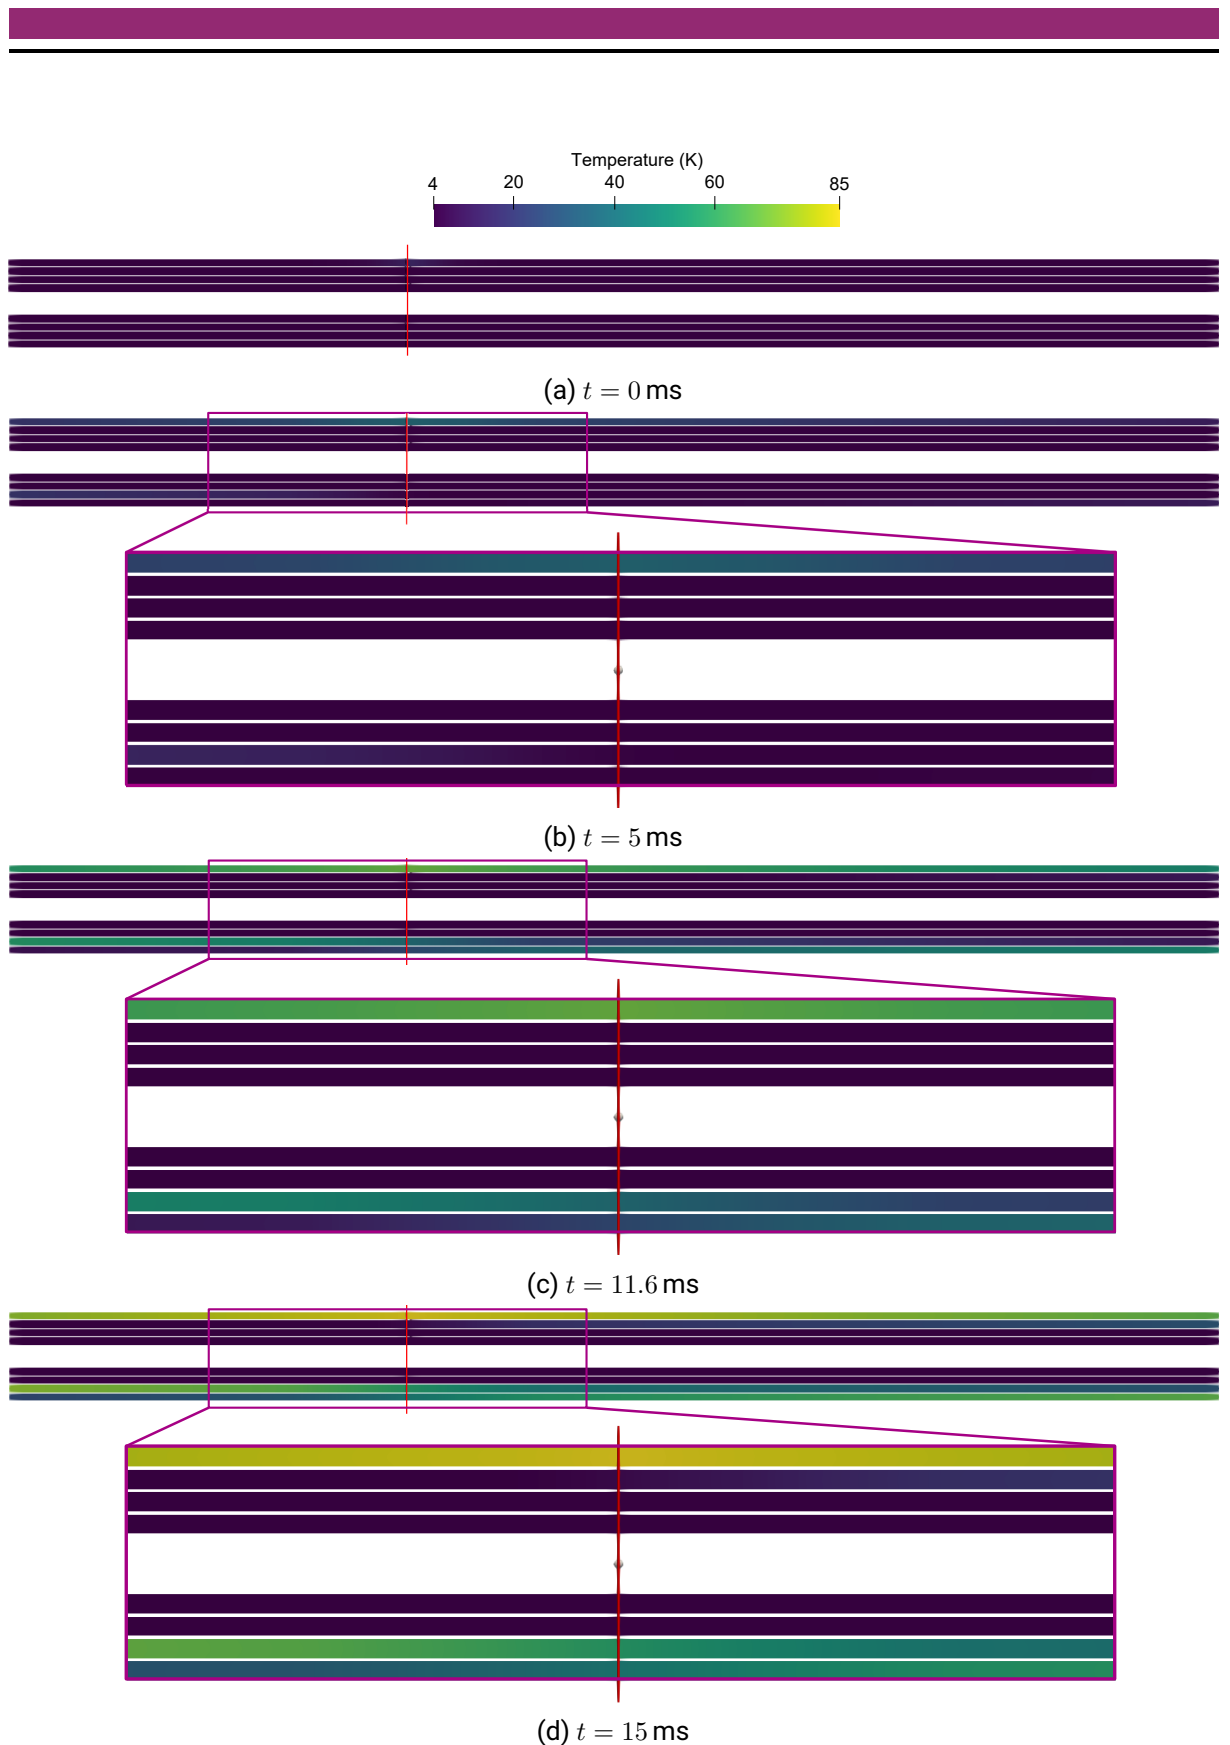 Temperature (K)
4 20 40 60 85
(a) t = 0 ms
(b) t = 5 ms
(c) t = 11.6 ms
(d) t = 15 ms